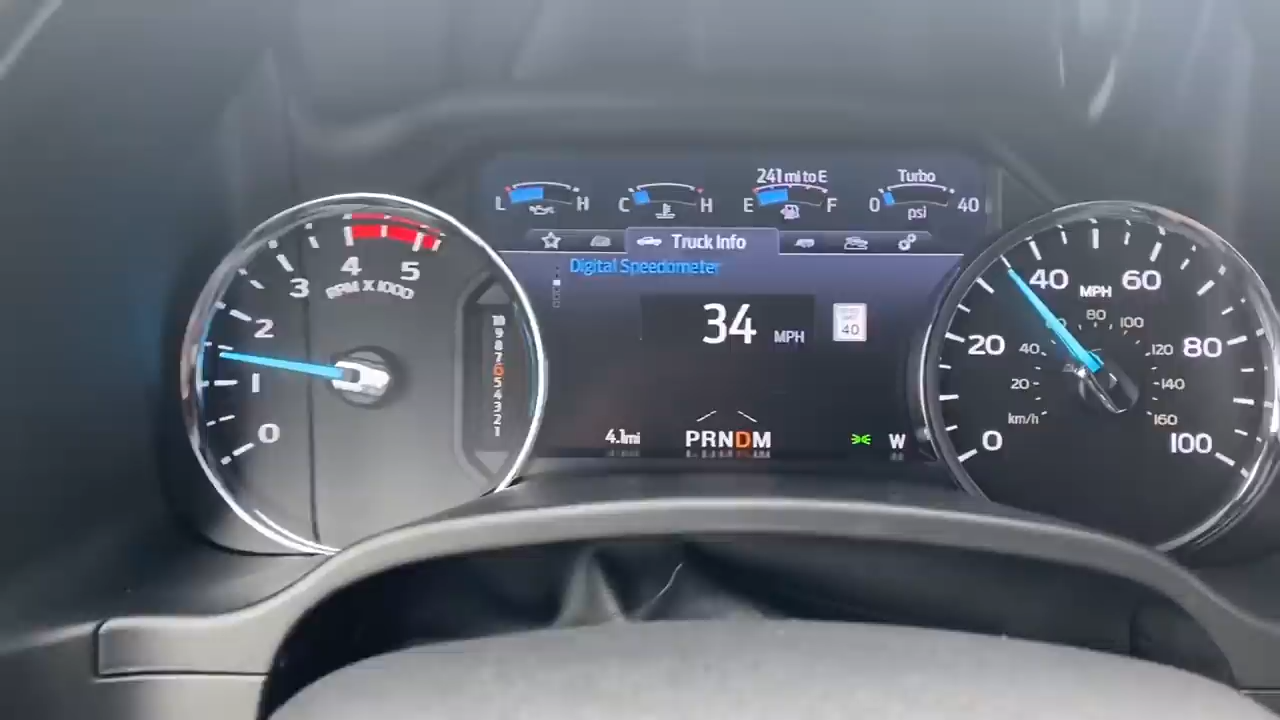 241 mi to E
Turbo
L H
C H
E F
0 40
psi
Truck Info
Digital Speedometer
34 MPH
40
4.1mi
PRNDM
W
0
1
2
3
4
5
RPM X 1000
10
9
8
7
6
5
4
3
2
1
0
20
40
60
80
100
MPH
km/h
20
40
80
100
120
140
160